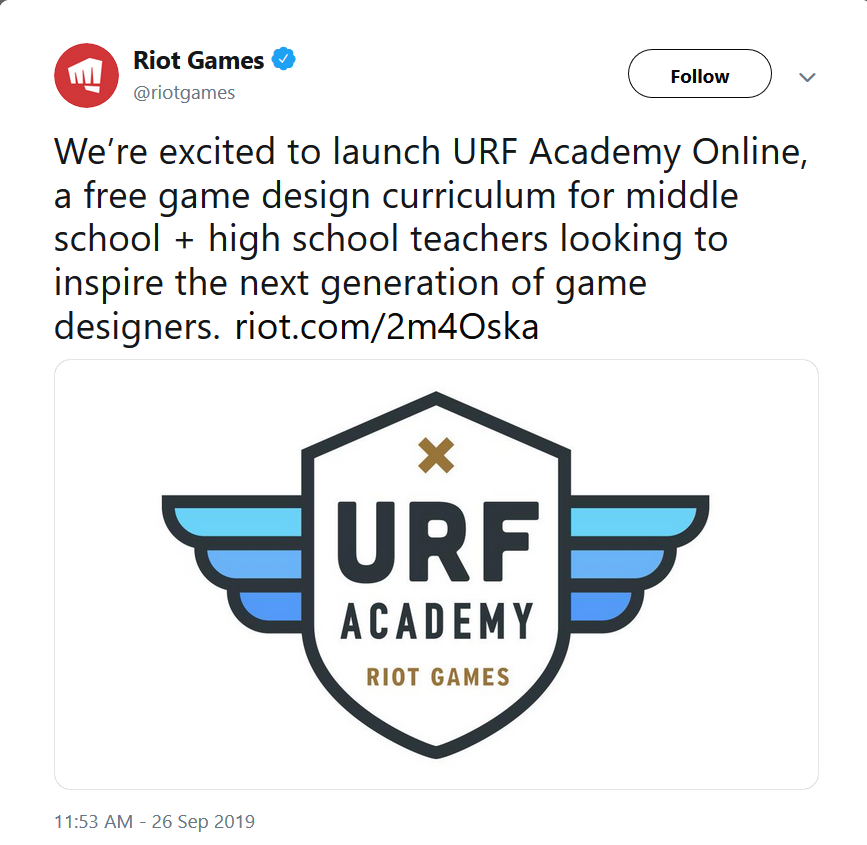 Riot Games
@riotgames
Follow
We’re excited to launch URF Academy Online,
a free game design curriculum for middle
school + high school teachers looking to
inspire the next generation of game
designers. riot.com/2m4Oska
URF
ACADEMY
RIOT GAMES
11:53 AM - 26 Sep 2019